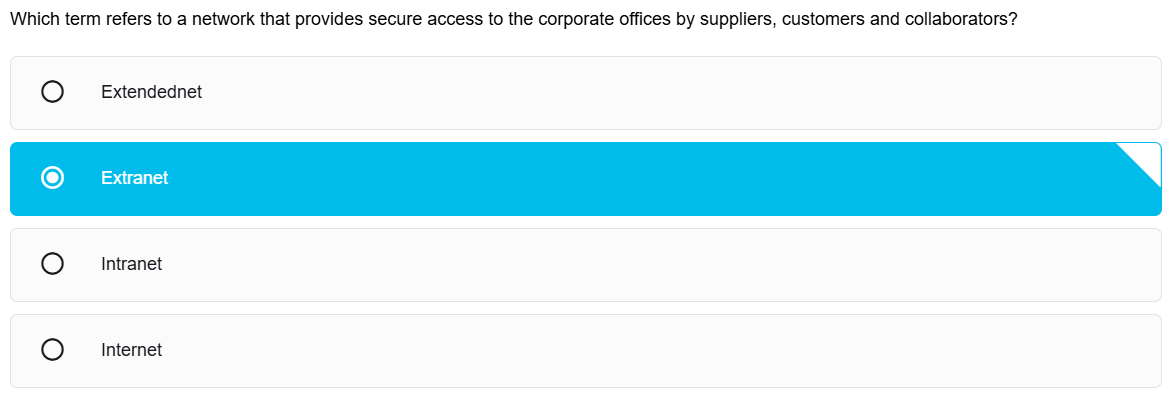 Which term refers to a network that provides secure access to the corporate offices by suppliers, customers and collaborators?
Extendednet
Extranet
Intranet
Internet